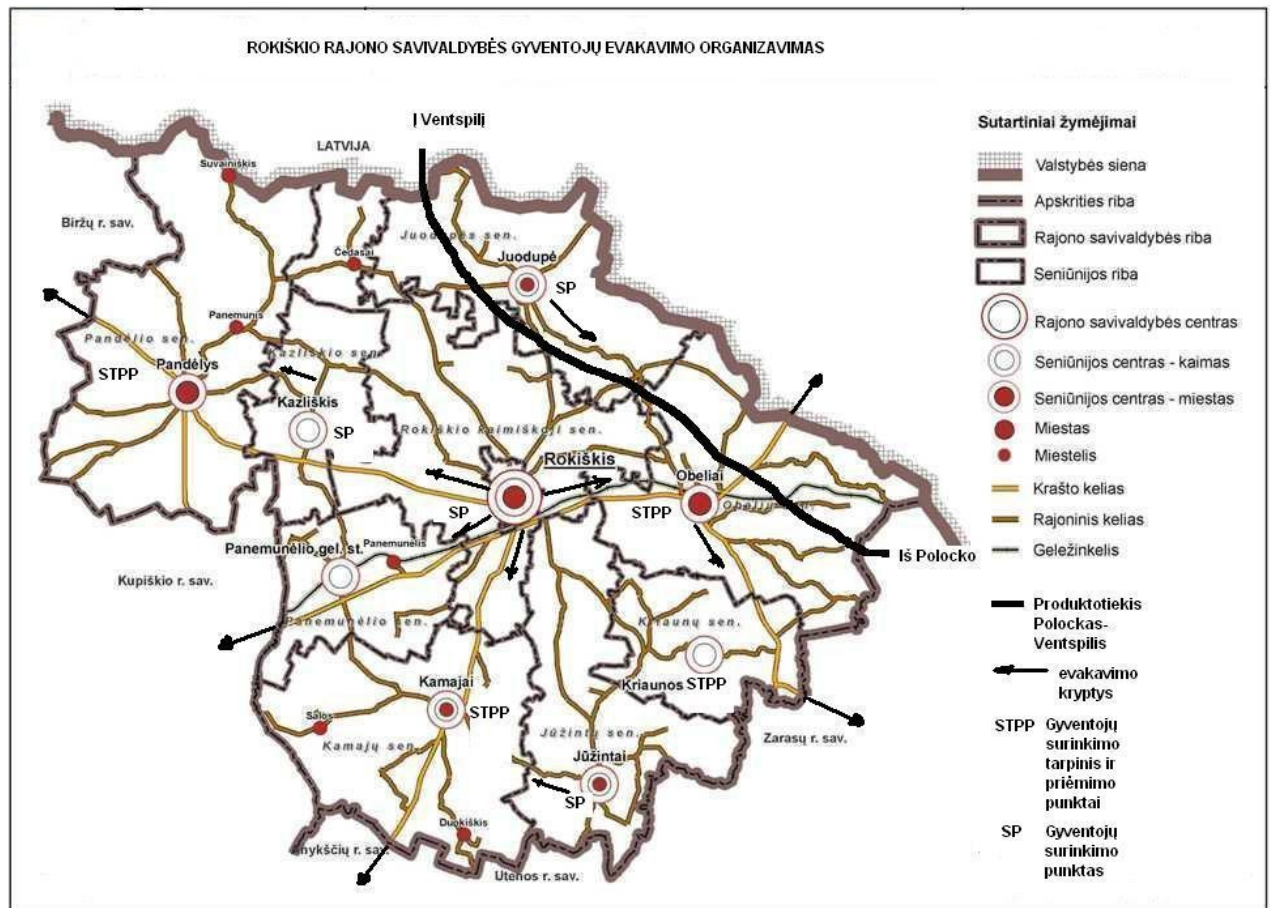 ROKIŠKIO RAJONO SAVIVALDYBĖS GYVENTOJŲ EVAKAVIMO ORGANIZAVIMAS
Į Ventspilį
LATVIJA
Suvainiškis
Biržų r. sav.
Juodupės sen.
Čedasai
Juodupė
SP
Panemunis
Pandėlio sen.
Kazliškio sen.
STPP
Pandėlys
Kazliškis
SP
Rokiškio kaimiškoji sen.
Rokiškis
Obeliai
SP
STPP
Obelių sen.
Panemunėlio gel. st.
Panemunėlis
Iš Polocko
Kupiškio r. sav.
Panemunėlio sen.
Kriaunų sen.
Kamajai
Kriaunos
STPP
STPP
Salos
Kamajų sen.
Jūžintų sen.
Zarasų r. sav.
Jūžintai
SP
Duokiškis
nykščių r. sav.
Utenos r. sav.
Sutartiniai žymėjimai
Valstybės siena
Apskrities riba
Rajono savivaldybės riba
Seniūnijos riba
Rajono savivaldybės centras
Seniūnijos centras - kaimas
Seniūnijos centras - miestas
Miestas
Miestelis
Krašto kelias
Rajoninis kelias
Geležinkelis
Produktotiekis
Polockas-
Ventspilis
evakavimo
kryptys
STPP Gyventojų
surinkimo
tarpinis ir
priėmimo
punktai
SP Gyventojų
surinkimo
punktas